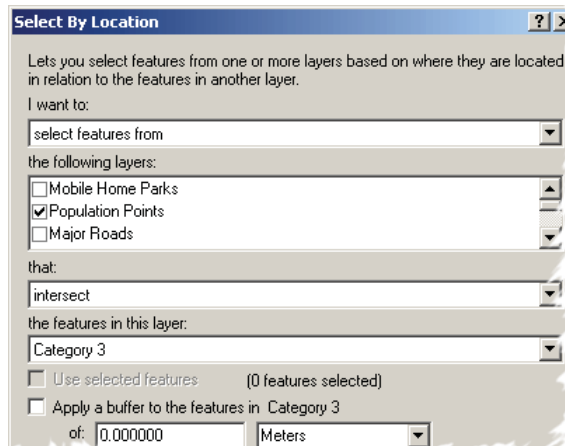 Select By Location
Lets you select features from one or more layers based on where they are located
in relation to the features in another layer.
I want to:
select features from
the following layers:
Mobile Home Parks
Population Points
Major Roads
that:
intersect
the features in this layer:
Category 3
Use selected features (0 features selected)
Apply a buffer to the features in Category 3
of: 0.000000 Meters